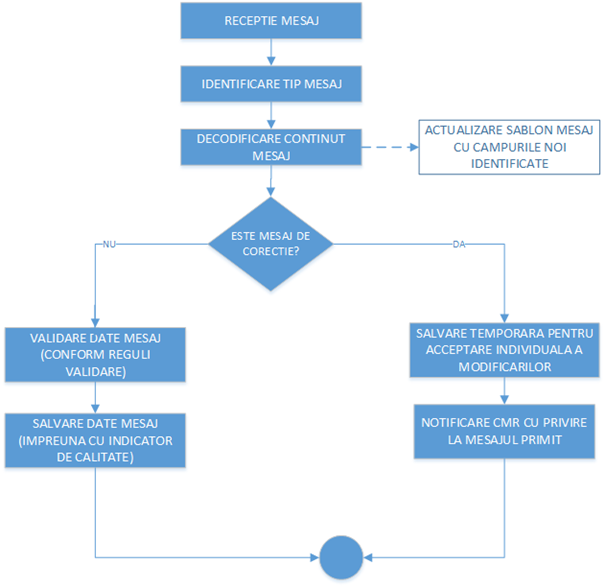 RECEPTIE MESAJ
IDENTIFICARE TIP MESAJ
DECODIFICARE CONTINUT
MESAJ
ACTUALIZARE SABLON MESAJ
CU CAMPURILE NOI
IDENTIFICATE
ESTE MESAJ DE
CORECTIE?
NU
DA
VALIDARE DATE MESAJ
(CONFORM REGULI
VALIDARE)
SALVARE TEMPORARA PENTRU
ACCEPTARE INDIVIDUALA A
MODIFICARILOR
SALVARE DATE MESAJ
(IMPREUNA CU INDICATOR
DE CALITATE)
NOTIFICARE CMR CU PRIVIRE
LA MESAJUL PRIMIT